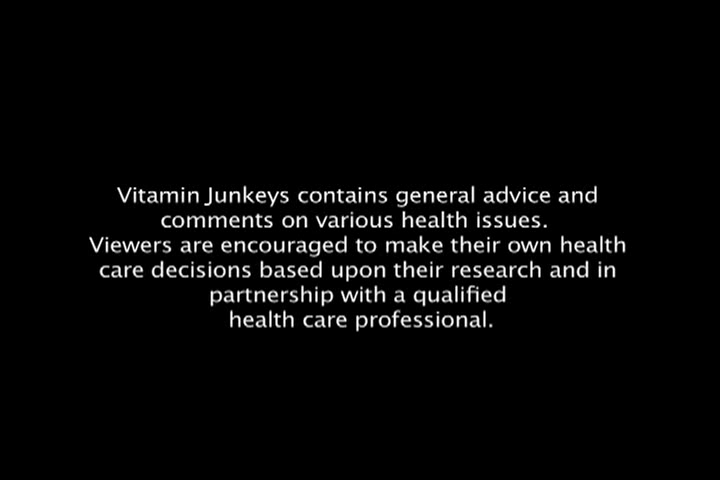 Vitamin Junkeys contains general advice and
comments on various health issues.
Viewers are encouraged to make their own health
care decisions based upon their research and in
partnership with a qualified
health care professional.